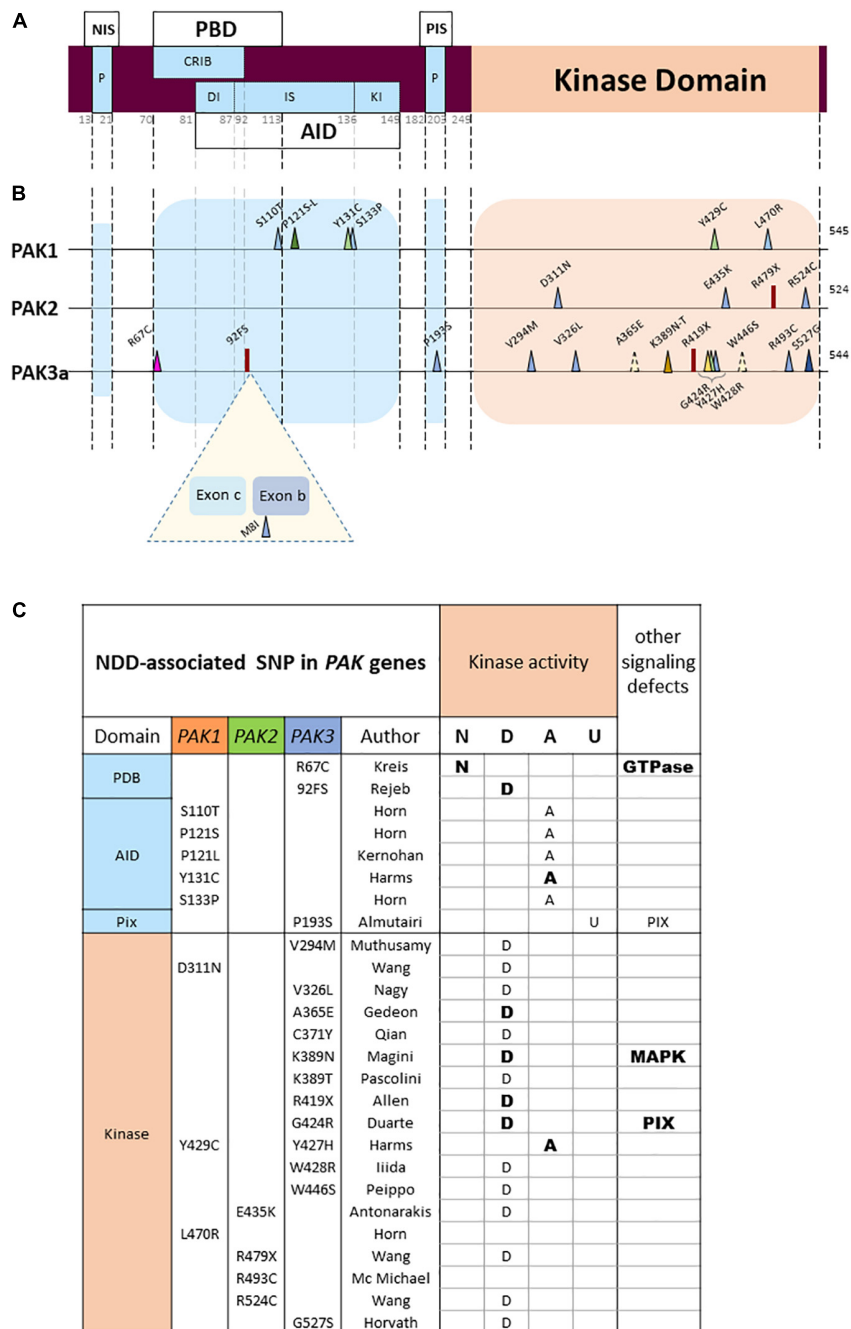 A
NIS PBD PIS
CRIB
P P
DI IS KI
Kinase Domain
13 21 70 81 87 92 113 136 149 182 203 249
AID
B
S110T P121S-L Y131C S133P Y429C L470R
PAK1 545
D311N E435K R479X R524C
PAK2 524
R67C 92FS P193S V294M V326L A365E K389N-T R419X W446S R493C S527G
PAK3a 544
G424R Y427H W428R
Exon c Exon b
M8I
C
NDD-associated SNP in PAK genes Kinase activity other signaling defects
Domain PAK1 PAK2 PAK3 Author N D A U
PDB R67C Kreis N GTPase
92FS Rejeb D
AID S110T Horn A
P121S Horn A
P121L Kernohan A
Y131C Harms A
S133P Horn A
Pix P193S Almutairi U PIX
Kinase V294M Muthusamy D
D311N Wang D
V326L Nagy D
A365E Gedeon D
C371Y Qian D
K389N Magini D MAPK
K389T Pascolini D
R419X Allen D
G424R Duarte D PIX
Y429C Y427H Harms A
W428R Iiida D
W446S Peippo D
E435K Antonarakis D
L470R Horn
R479X Wang D
R493C Mc Michael
R524C Wang D
G527S Horvath D